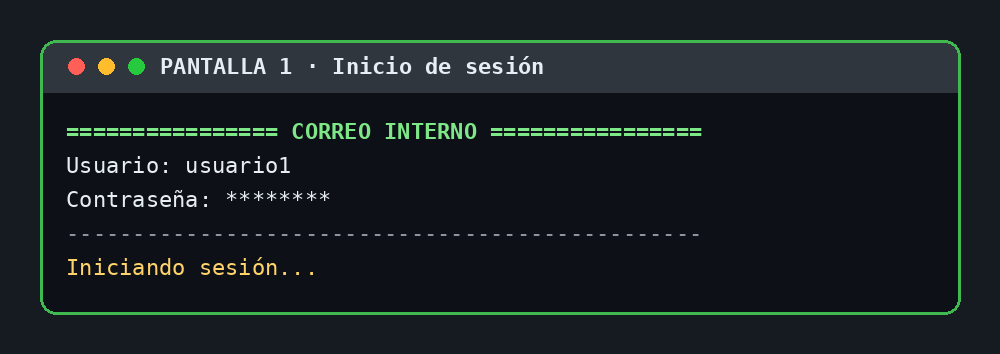 PANTALLA 1 · Inicio de sesión
================ CORREO INTERNO ================
Usuario: usuario1
Contraseña: ********
------------------------------------------------
Iniciando sesión...